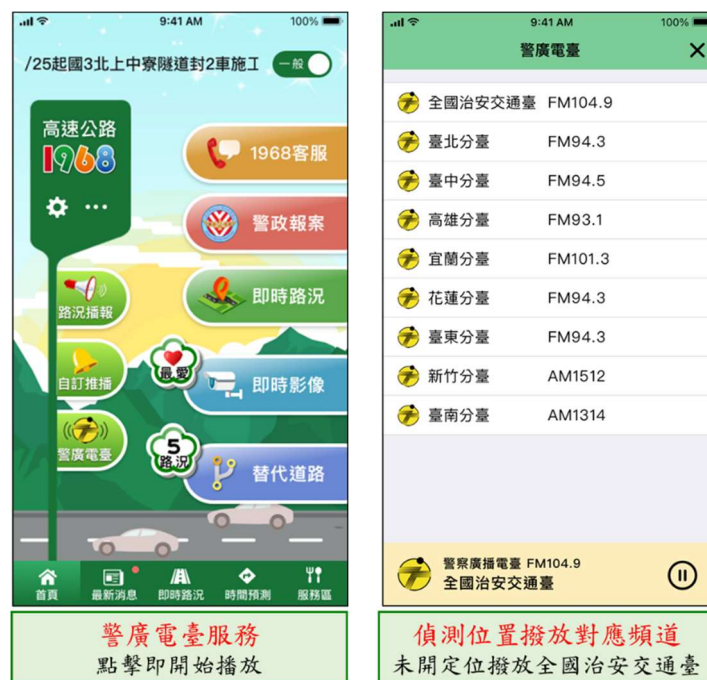 9:41 AM 100%
/25起國3北上中寮隧道封2車施工 一般
高速公路
1968
1968客服
警政報案
即時路況
路況播報
最愛
即時影像
自訂推播
5
路況
替代道路
警廣電臺
首頁 最新消息 即時路況 時間預測 服務區
警廣電臺服務
點擊即開始播放
9:41 AM 100%
警廣電臺
全國治安交通臺 FM104.9
臺北分臺 FM94.3
臺中分臺 FM94.5
高雄分臺 FM93.1
宜蘭分臺 FM101.3
花蓮分臺 FM94.3
臺東分臺 FM94.3
新竹分臺 AM1512
臺南分臺 AM1314
警察廣播電臺 FM104.9
全國治安交通臺
偵測位置撥放對應頻道
未開定位撥放全國治安交通臺